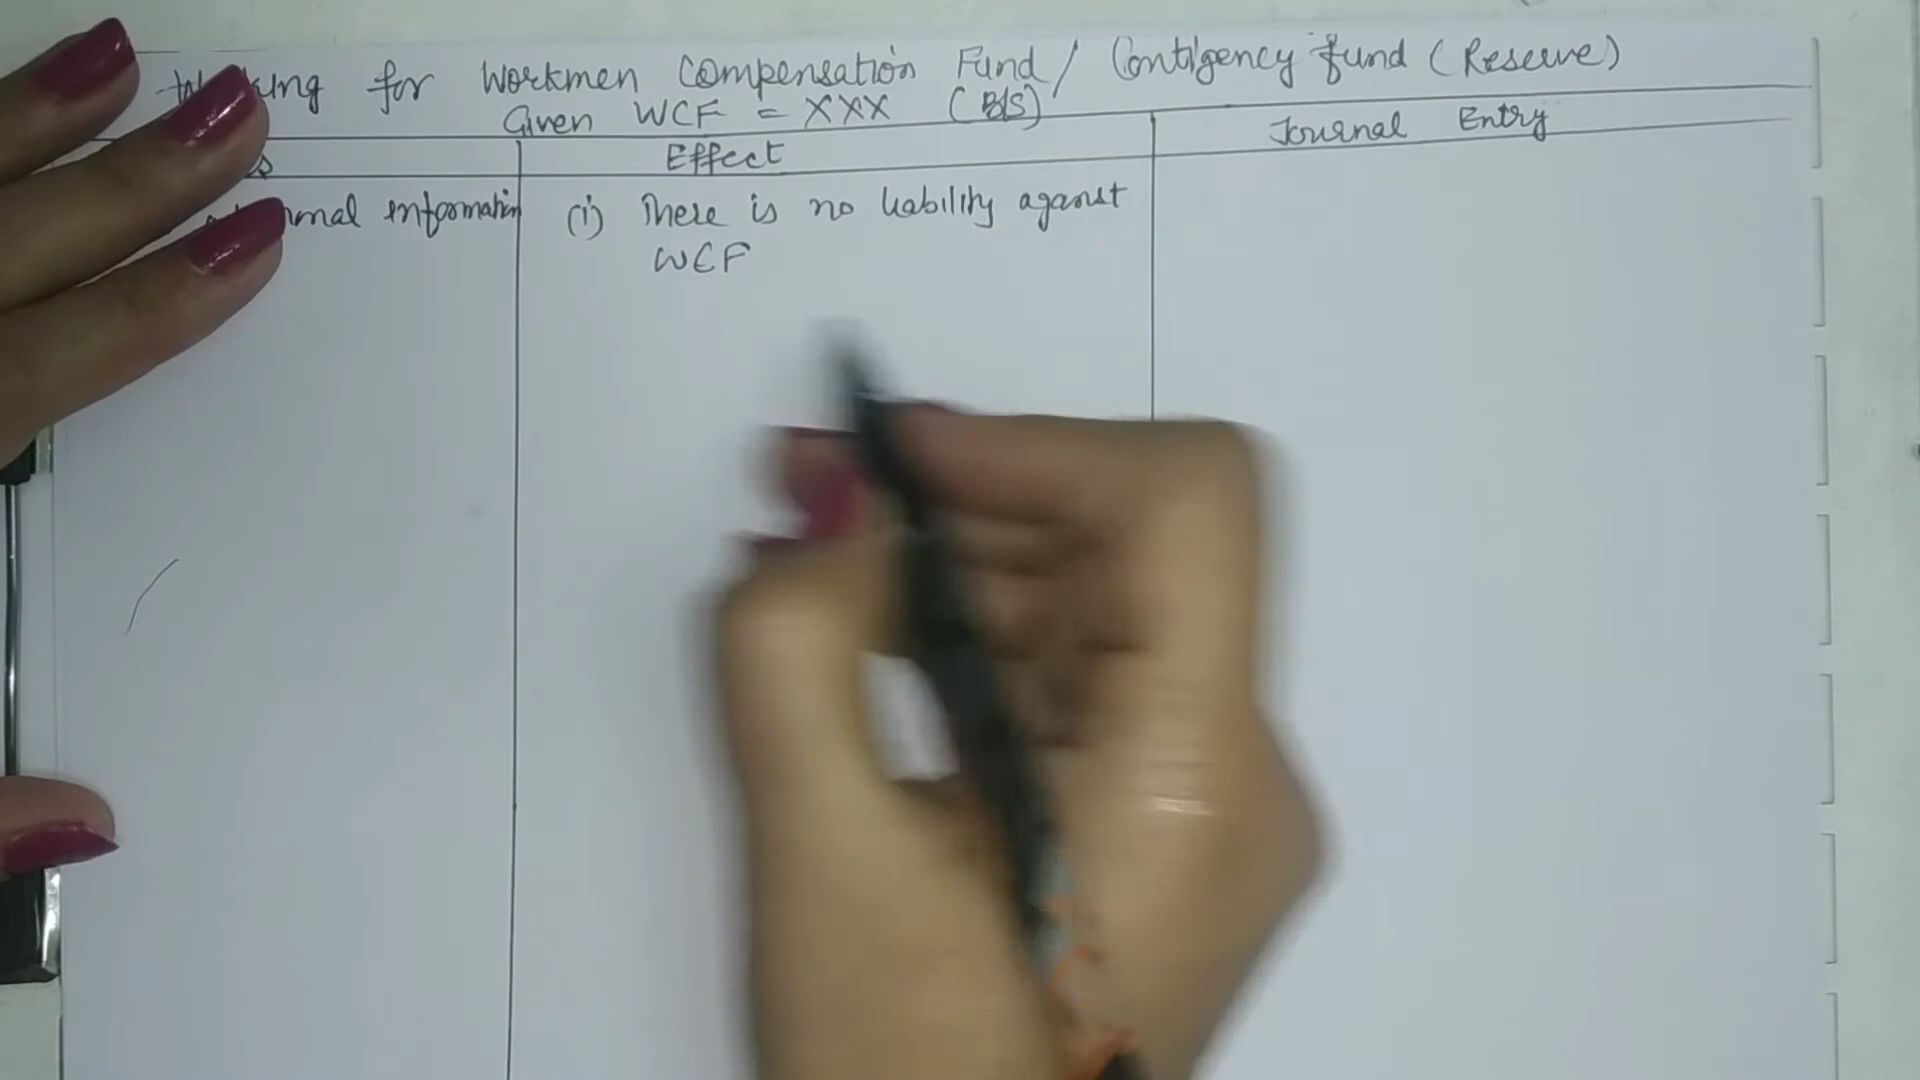 for Workmen Compensation Fund / Contigency fund (Reserve)
Given WCF = XXX (B/S)
Effect
Journal Entry
information
(i) There is no liability against
WCF